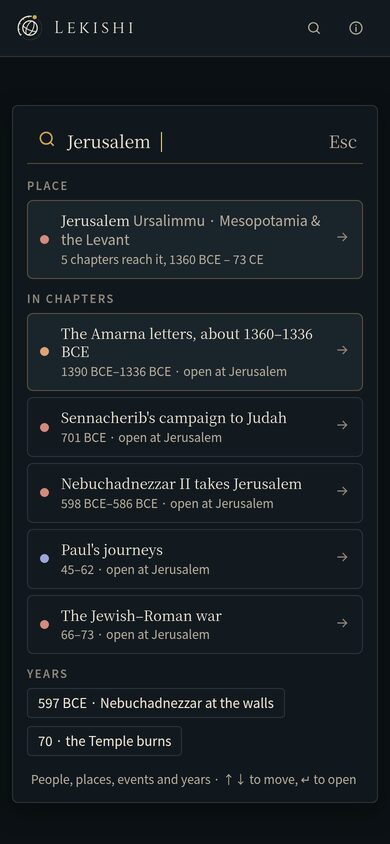 LEKISHI
Jerusalem
Esc
PLACE
Jerusalem Ursalimmu · Mesopotamia &
the Levant
5 chapters reach it, 1360 BCE – 73 CE
→
IN CHAPTERS
The Amarna letters, about 1360–1336
BCE
1390 BCE–1336 BCE · open at Jerusalem
→
Sennacherib's campaign to Judah
701 BCE · open at Jerusalem
→
Nebuchadnezzar II takes Jerusalem
598 BCE–586 BCE · open at Jerusalem
→
Paul's journeys
45–62 · open at Jerusalem
→
The Jewish–Roman war
66–73 · open at Jerusalem
→
YEARS
597 BCE · Nebuchadnezzar at the walls
70 · the Temple burns
People, places, events and years · ↑ ↓ to move, ↵ to open